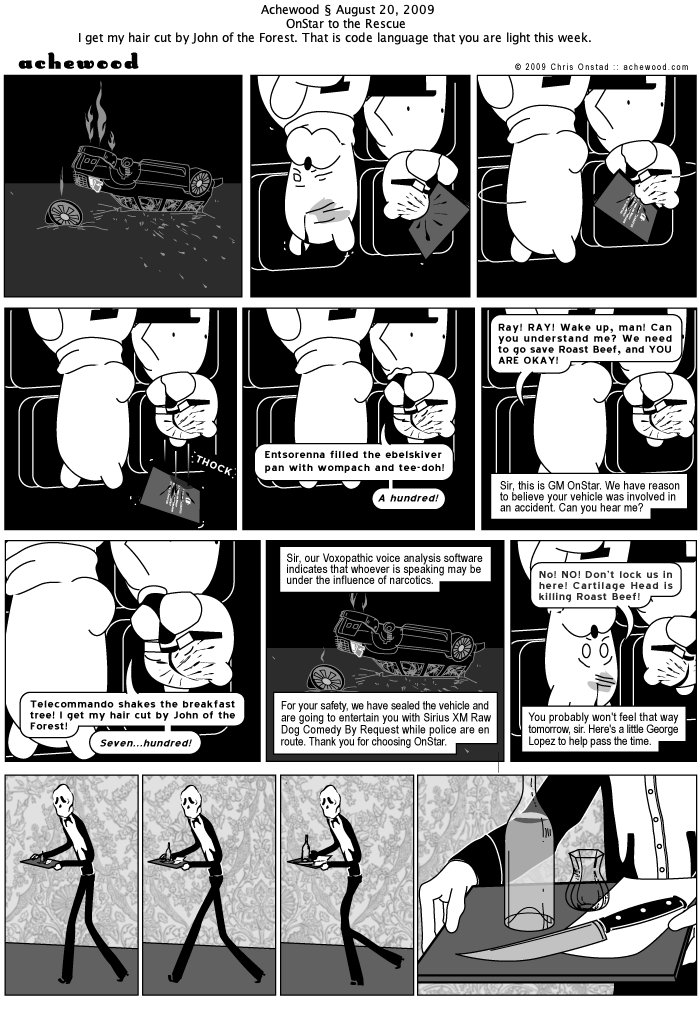 Achewood § August 20, 2009
OnStar to the Rescue
I get my hair cut by John of the Forest. That is code language that you are light this week.
achewood
© 2009 Chris Onstad :: achewood.com
THOCK
Entsorenna filled the ebelskiver
pan with wompach and tee-doh!
A hundred!
Ray! RAY! Wake up, man! Can
you understand me? We need
to go save Roast Beef, and YOU
ARE OKAY!
Sir, this is GM OnStar. We have reason
to believe your vehicle was involved in
an accident. Can you hear me?
Telecommando shakes the breakfast
tree! I get my hair cut by John of the
Forest!
Seven...hundred!
Sir, our Voxopathic voice analysis software
indicates that whoever is speaking may be
under the influence of narcotics.
For your safety, we have sealed the vehicle and
are going to entertain you with Sirius XM Raw
Dog Comedy By Request while police are en
route. Thank you for choosing OnStar.
No! NO! Don't lock us in
here! Cartilage Head is
killing Roast Beef!
You probably won't feel that way
tomorrow, sir. Here's a little George
Lopez to help pass the time.